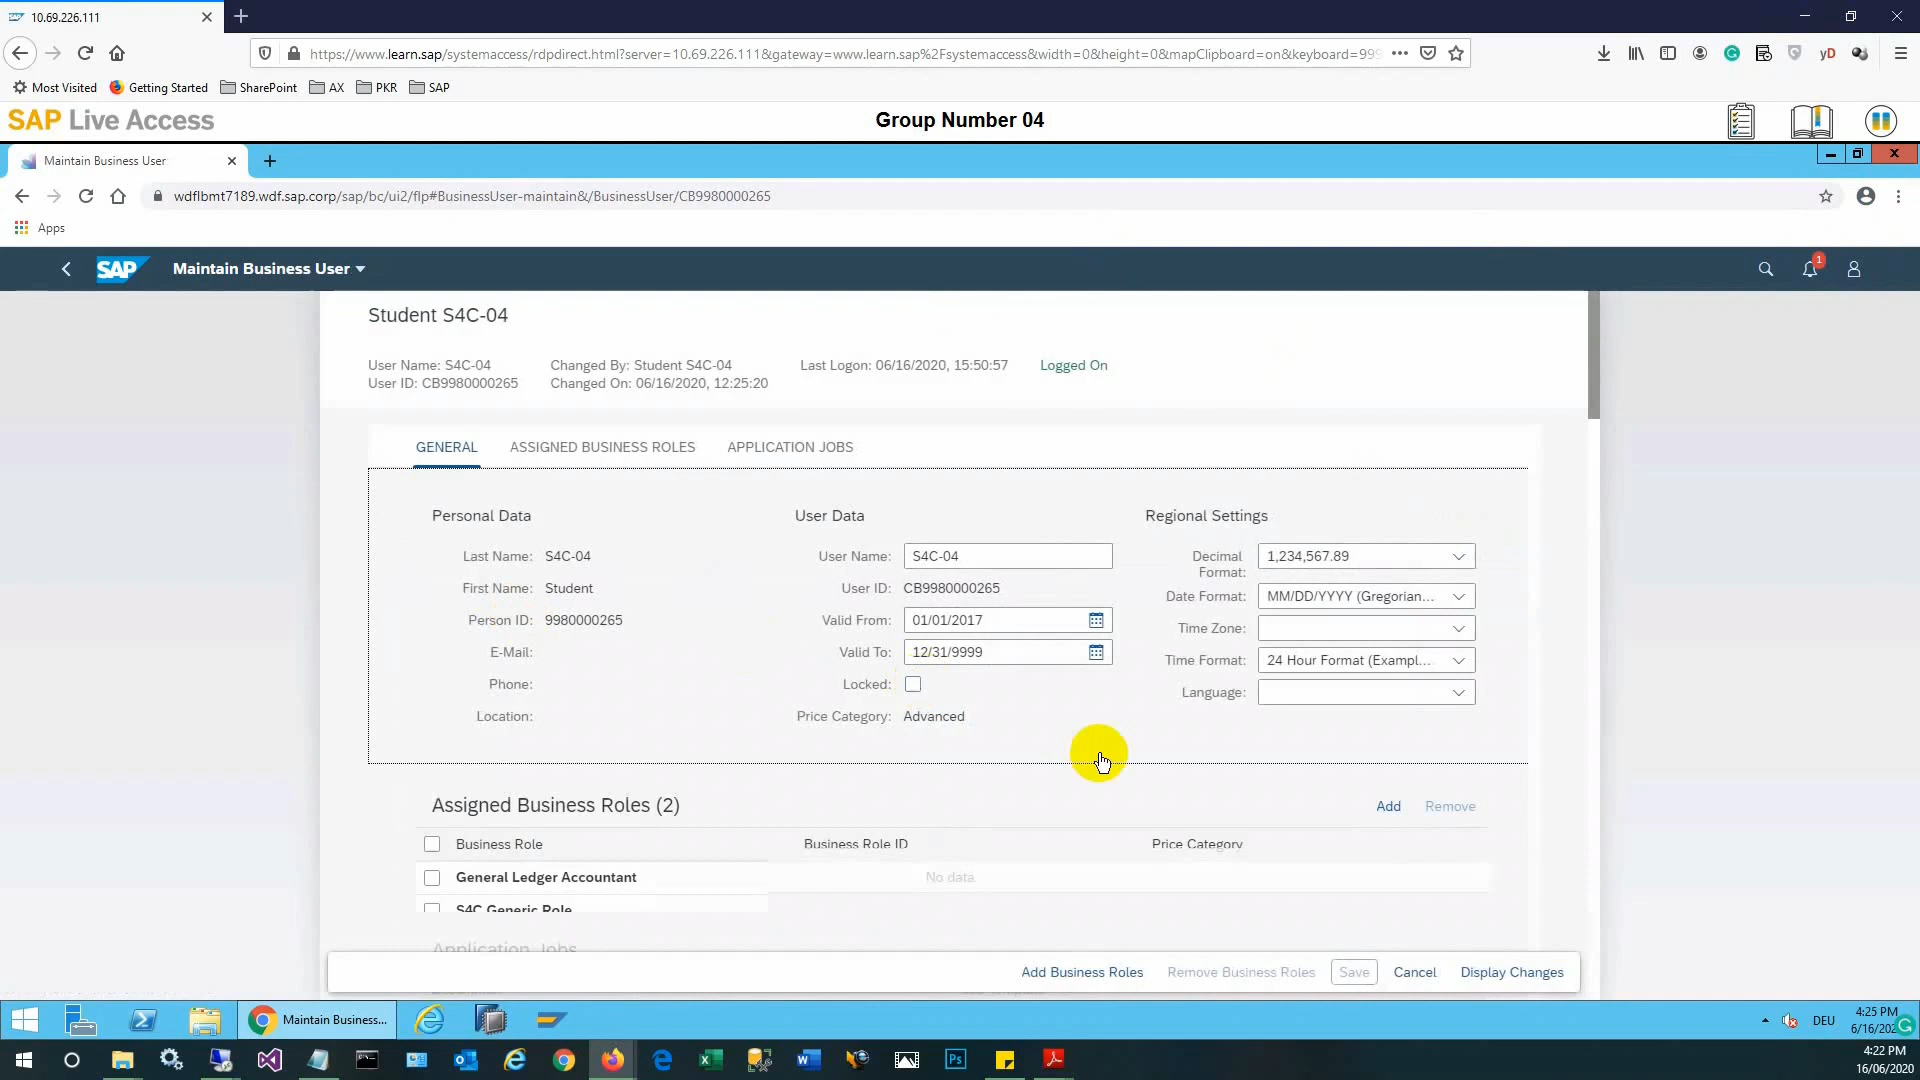 10.69.226.111
https://www.learn.sap/systemaccess/rdpdirect.html?server=10.69.226.111&gateway=www.learn.sap%2Fsystemaccess&width=0&height=0&mapClipboard=on&keyboard=999
yD
Most Visited Getting Started SharePoint AX PKR SAP
SAP Live Access
Group Number 04
Maintain Business User
wdflbmt7189.wdf.sap.corp/sap/bc/ui2/flp#BusinessUser-maintain&/BusinessUser/CB9980000265
Apps
SAP Maintain Business User
1
Student S4C-04
User Name: S4C-04 Changed By: Student S4C-04 Last Logon: 06/16/2020, 15:50:57 Logged On
User ID: CB9980000265 Changed On: 06/16/2020, 12:25:20
GENERAL ASSIGNED BUSINESS ROLES APPLICATION JOBS
Personal Data
Last Name: S4C-04
First Name: Student
Person ID: 9980000265
E-Mail:
Phone:
Location:
User Data
User Name: S4C-04
User ID: CB9980000265
Valid From: 01/01/2017
Valid To: 12/31/9999
Locked:
Price Category: Advanced
Regional Settings
Decimal Format: 1,234,567.89
Date Format: MM/DD/YYYY (Gregorian...
Time Zone:
Time Format: 24 Hour Format (Exampl...
Language:
Assigned Business Roles (2) Add Remove
Business Role Business Role ID Price Category
General Ledger Accountant
No data
S4C Generic Role
Application Jobs
Add Business Roles Remove Business Roles Save Cancel Display Changes
Maintain Business...
DEU
4:25 PM
4:22 PM
16/06/2020